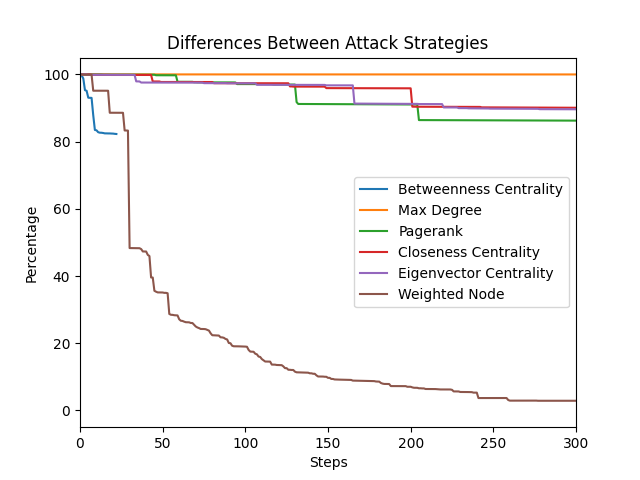 Differences Between Attack Strategies
Percentage
100
80
60
40
20
0
Betweenness Centrality
Max Degree
Pagerank
Closeness Centrality
Eigenvector Centrality
Weighted Node
0 50 100 150 200 250 300
Steps